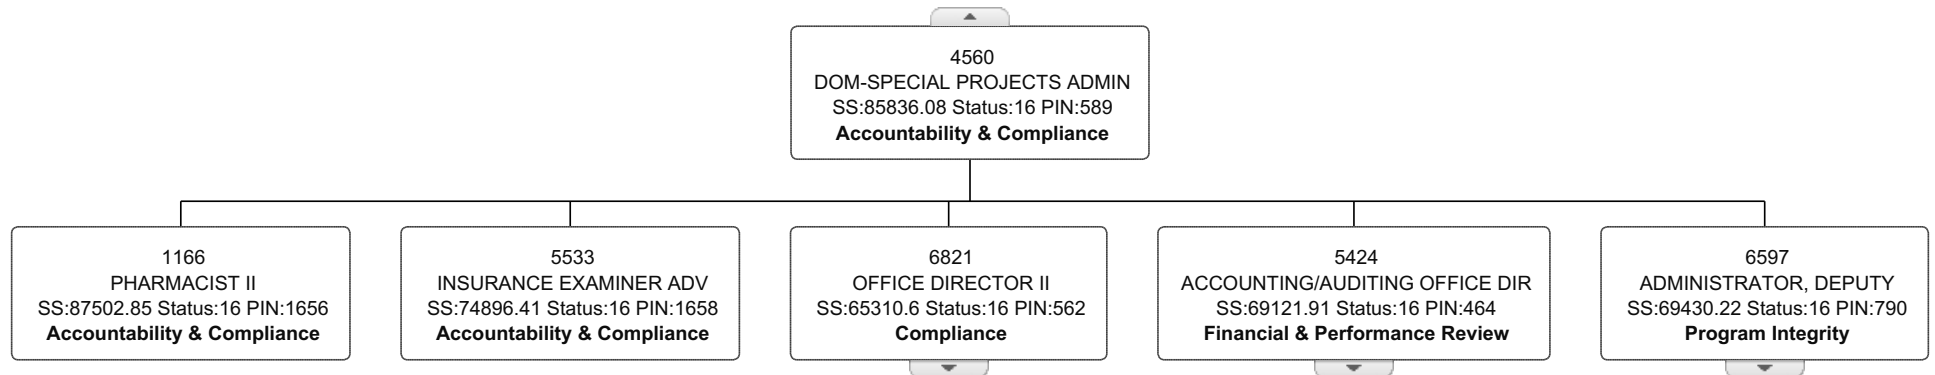 4560
DOM-SPECIAL PROJECTS ADMIN
SS:85836.08 Status:16 PIN:589
Accountability & Compliance
1166
PHARMACIST II
SS:87502.85 Status:16 PIN:1656
Accountability & Compliance
5533
INSURANCE EXAMINER ADV
SS:74896.41 Status:16 PIN:1658
Accountability & Compliance
6821
OFFICE DIRECTOR II
SS:65310.6 Status:16 PIN:562
Compliance
5424
ACCOUNTING/AUDITING OFFICE DIR
SS:69121.91 Status:16 PIN:464
Financial & Performance Review
6597
ADMINISTRATOR, DEPUTY
SS:69430.22 Status:16 PIN:790
Program Integrity